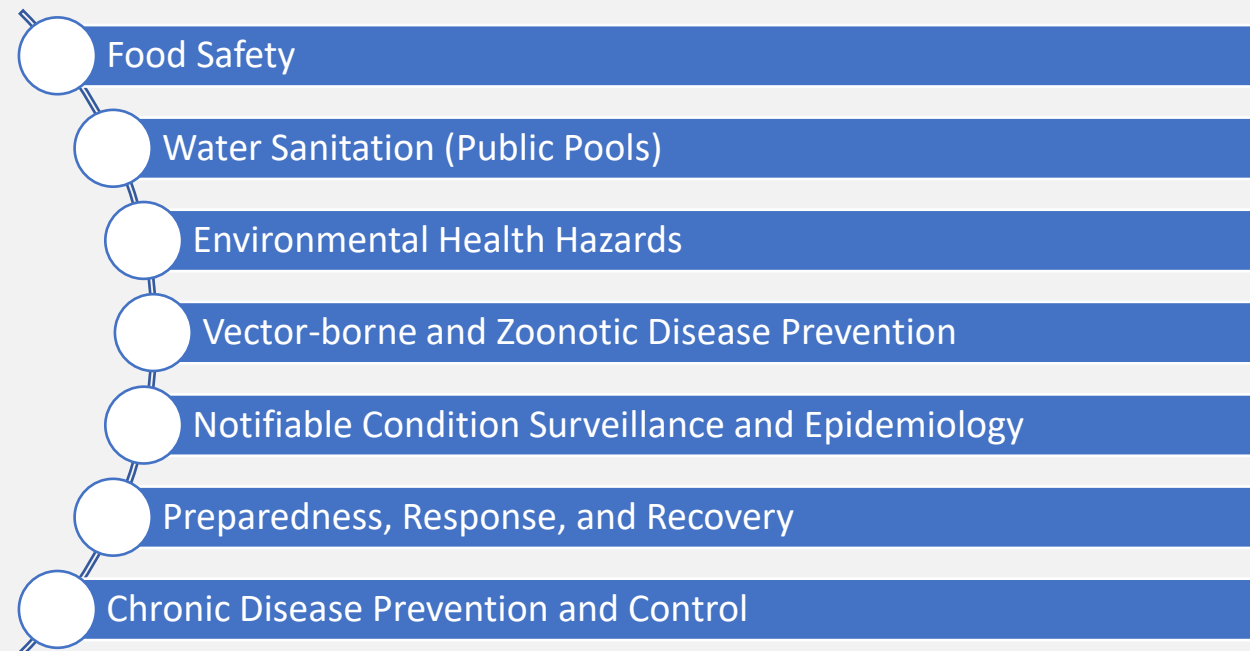 Food Safety
Water Sanitation (Public Pools)
Environmental Health Hazards
Vector-borne and Zoonotic Disease Prevention
Notifiable Condition Surveillance and Epidemiology
Preparedness, Response, and Recovery
Chronic Disease Prevention and Control